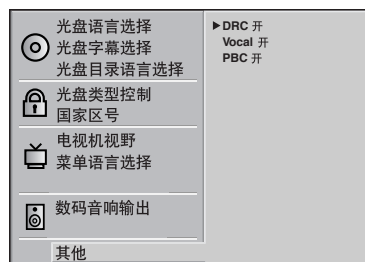 光盘语言选择
光盘字幕选择
光盘目录语言选择
光盘类型控制
国家区号
电视机视野
菜单语言选择
数码音响输出
其他
DRC 开
Vocal 开
PBC 开